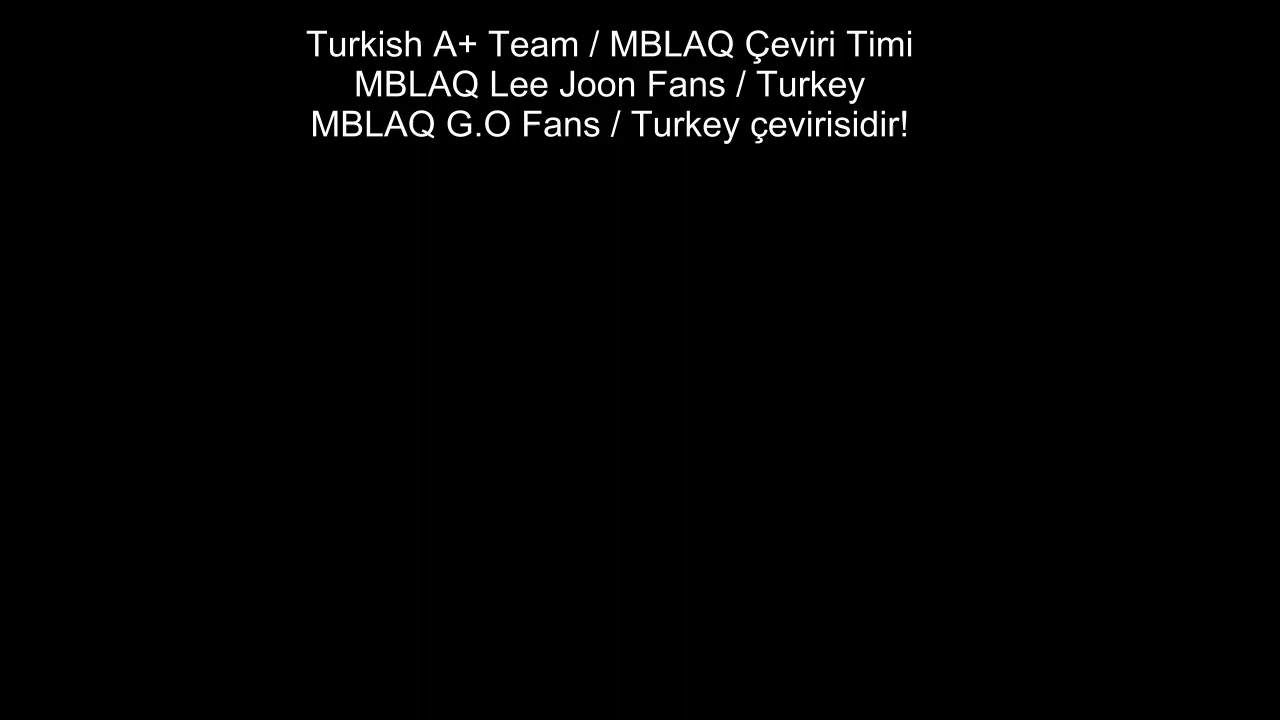 Turkish A+ Team / MBLAQ Çeviri Timi
MBLAQ Lee Joon Fans / Turkey
MBLAQ G.O Fans / Turkey çevirisidir!